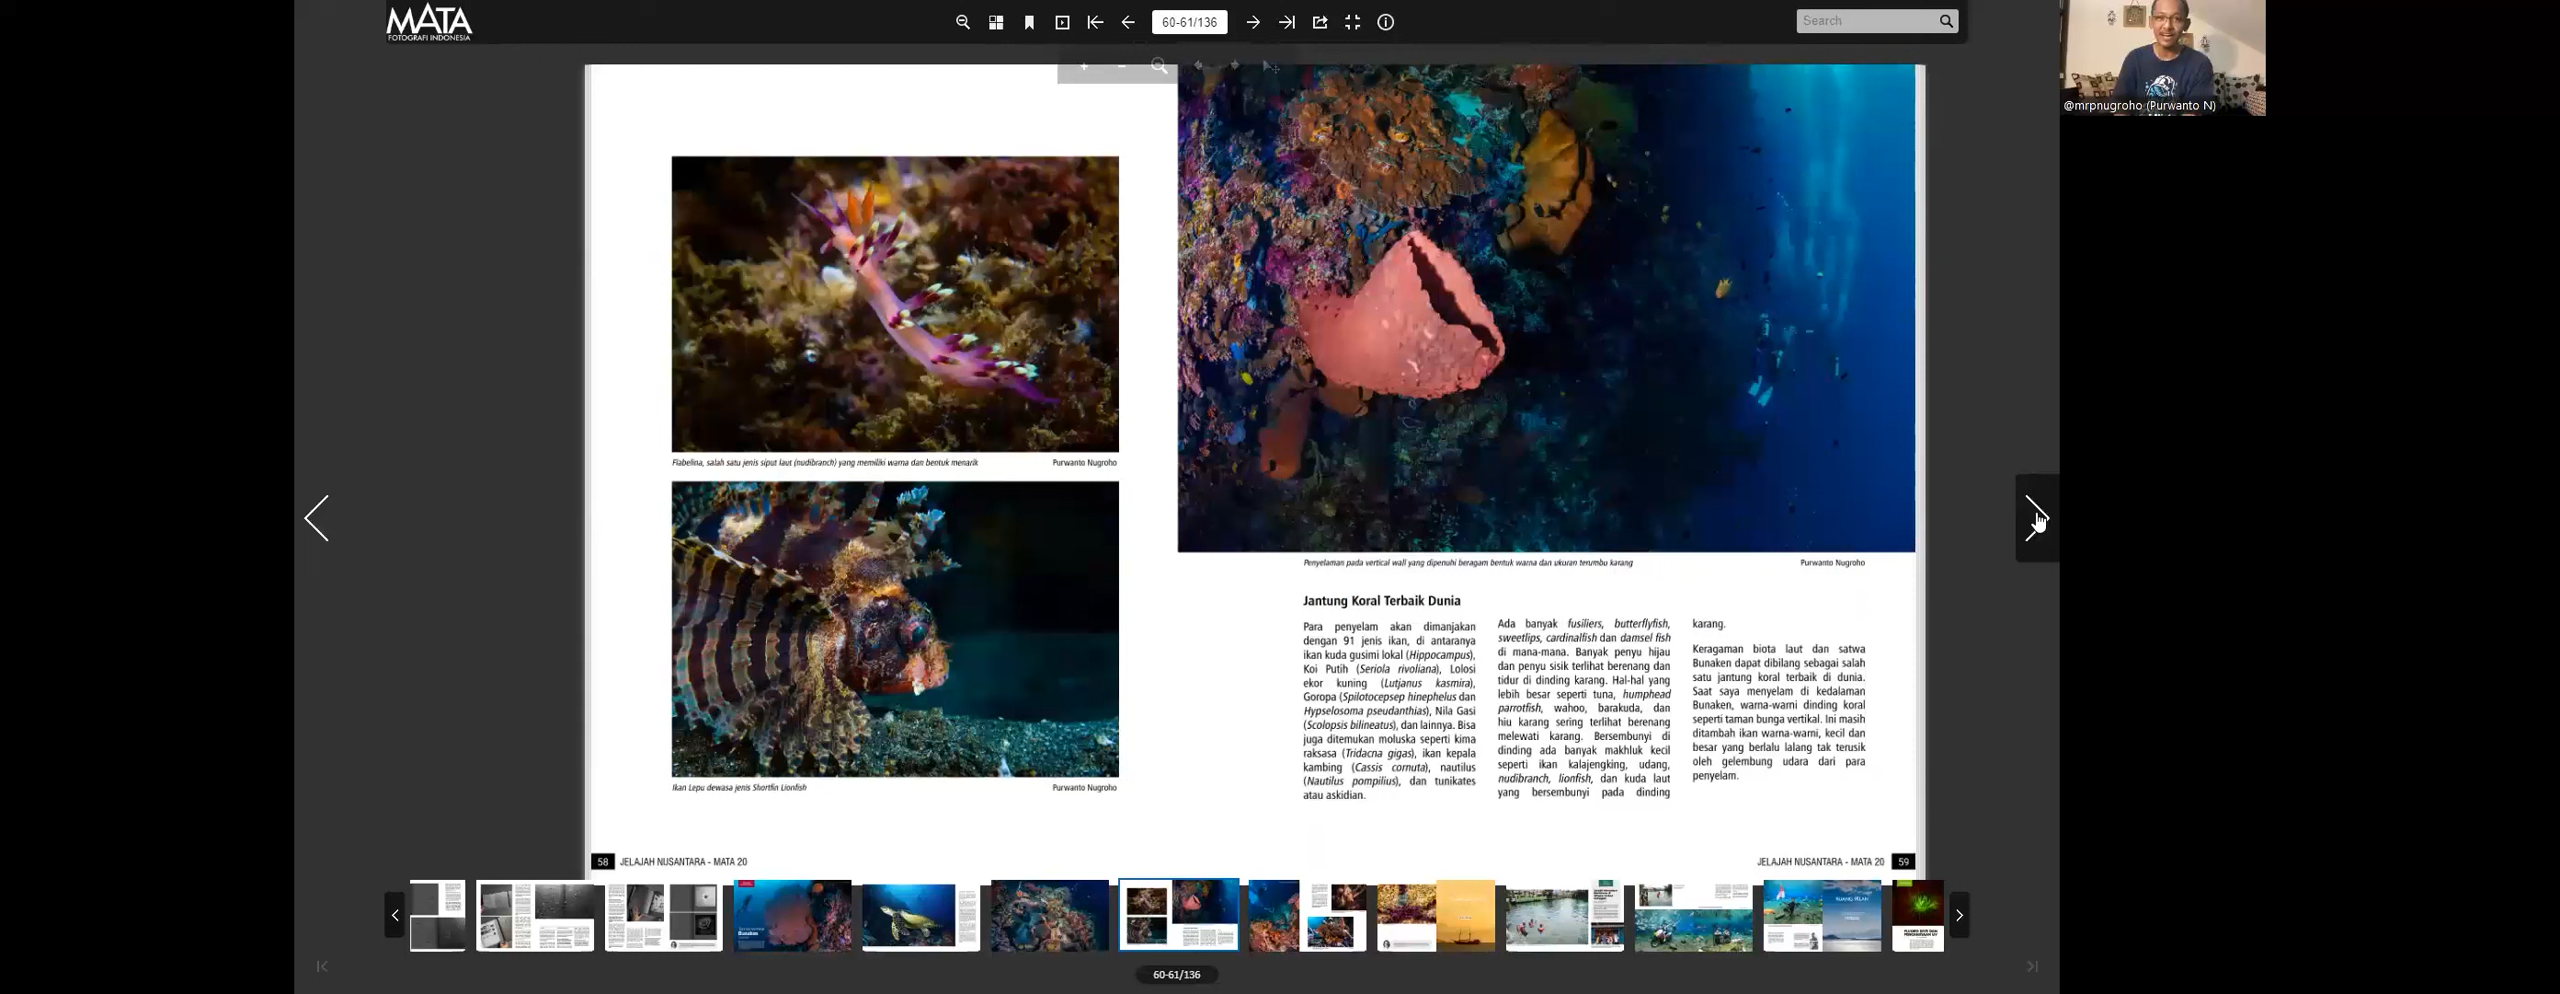 MATA
FOTOGRAFI INDONESIA
60-61/136
Search
@mrpnugroho (Purwanto N)
Flabelina, salah satu jenis siput laut (nudibranch) yang memiliki warna dan bentuk menarik
Purwanto Nugroho
Ikan Lepu dewasa jenis Shortfin Lionfish
Purwanto Nugroho
58 JELAJAH NUSANTARA - MATA 20
Penyelaman pada vertical wall yang dipenuhi beragam bentuk warna dan ukuran terumbu karang
Purwanto Nugroho
Jantung Koral Terbaik Dunia
Para penyelam akan dimanjakan
dengan 91 jenis ikan, di antaranya
ikan kuda gusimi lokal (Hippocampus),
Koi Putih (Seriola rivoliana), Lolosi
ekor kuning (Lutjanus kasmira),
Goropa (Spilotocepsep hinephelus dan
Hypselosoma pseudanthias), Nila Gasi
(Scolopsis bilineatus), dan lainnya. Bisa
juga ditemukan moluska seperti kima
raksasa (Tridacna gigas), ikan kepala
kambing (Cassis cornuta), nautilus
(Nautilus pompilius), dan tunikates
atau askidian.
Ada banyak fusiliers, butterflyfish,
sweetlips, cardinalfish dan damsel fish
di mana-mana. Banyak penyu hijau
dan penyu sisik terlihat berenang dan
tidur di dinding karang. Hal-hal yang
lebih besar seperti tuna, humphead
parrotfish, wahoo, barakuda, dan
hiu karang sering terlihat berenang
melewati karang. Bersembunyi di
dinding ada banyak makhluk kecil
seperti ikan kalajengking, udang,
nudibranch, lionfish, dan kuda laut
yang bersembunyi pada dinding
karang.
Keragaman biota laut dan satwa
Bunaken dapat dibilang sebagai salah
satu jantung koral terbaik di dunia.
Saat saya menyelam di kedalaman
Bunaken, warna-warni dinding koral
seperti taman bunga vertikal. Ini masih
ditambah ikan warna-warni, kecil dan
besar yang berlalu lalang tak terusik
oleh gelembung udara dari para
penyelam.
JELAJAH NUSANTARA - MATA 20 59
Bunaken
60-61/136